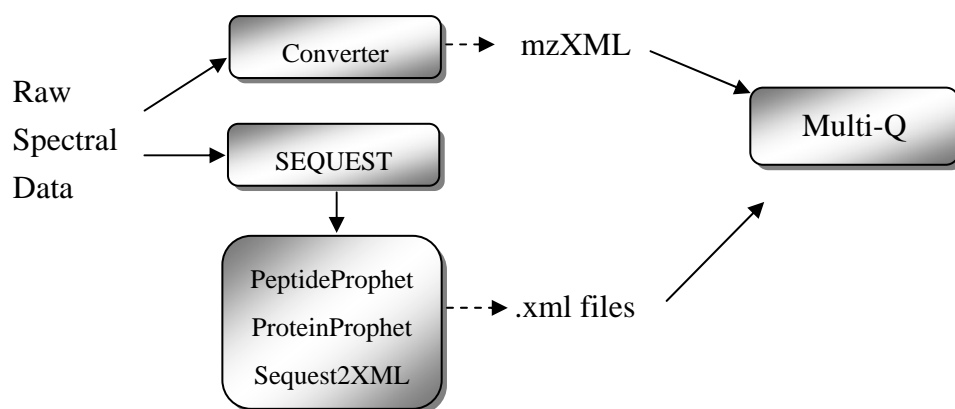 Converter
mzXML
Raw
Spectral
Data
Multi-Q
SEQUEST
PeptideProphet
ProteinProphet
Sequest2XML
.xml files